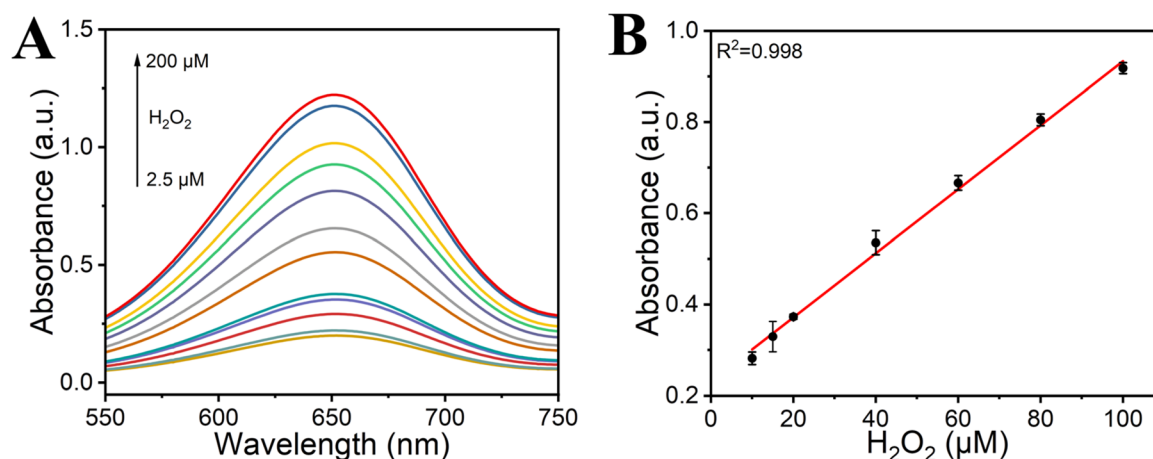 A
1.5
1.0
0.5
0.0
Absorbance (a.u.)
200 µM
H₂O₂
2.5 µM
550
600
650
700
750
Wavelength (nm)
B
R²=0.998
1.0
0.8
0.6
0.4
0.2
Absorbance (a.u.)
0
20
40
60
80
100
H₂O₂ (µM)